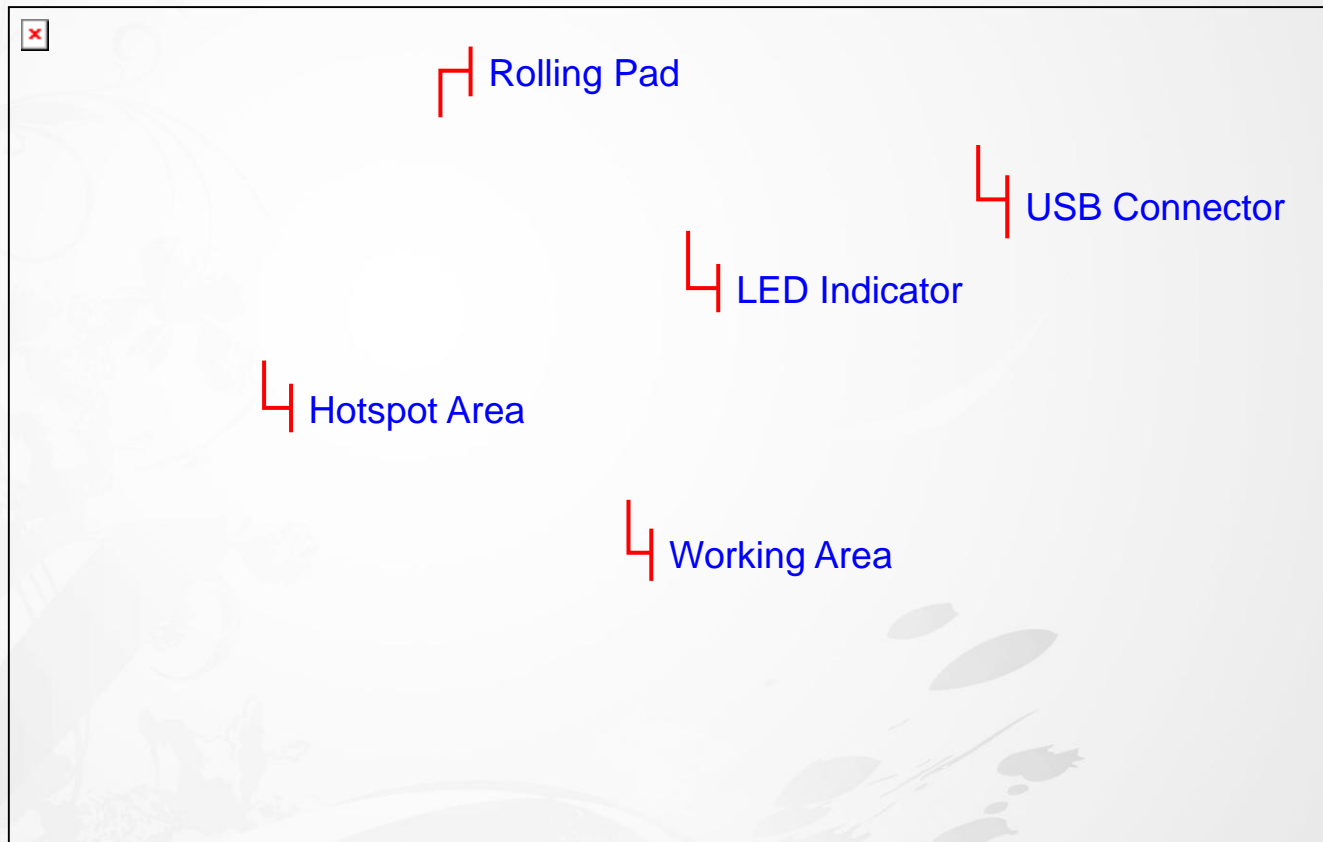 Rolling Pad
USB Connector
LED Indicator
Hotspot Area
Working Area